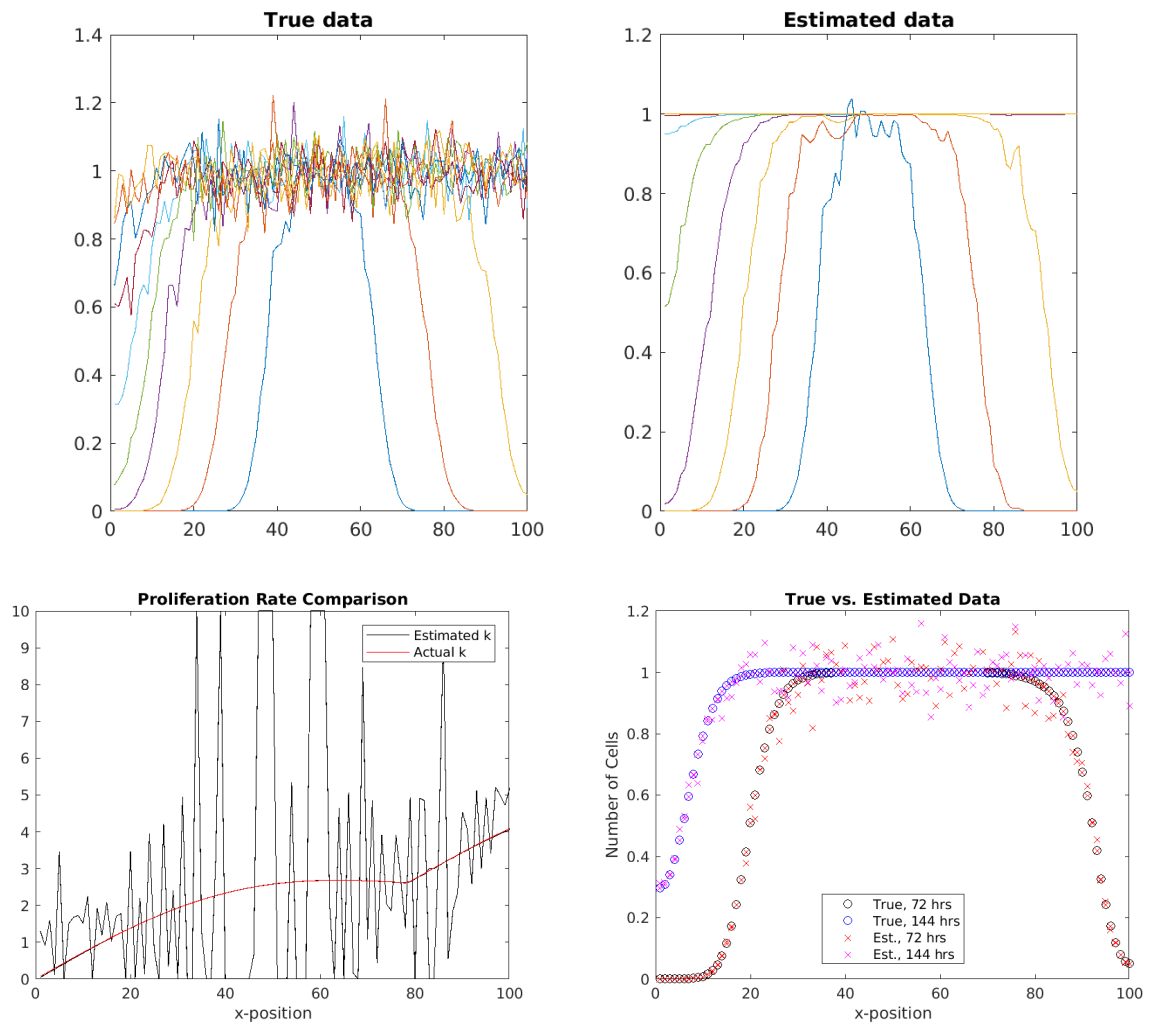 True data
1.4
1.2
1
0.8
0.6
0.4
0.2
0
0 20 40 60 80 100
Estimated data
1.2
1
0.8
0.6
0.4
0.2
0
0 20 40 60 80 100
Proliferation Rate Comparison
10
9
8
7
6
5
4
3
2
1
0
Estimated k
Actual k
0 20 40 60 80 100
x-position
True vs. Estimated Data
Number of Cells
1.2
1
0.8
0.6
0.4
0.2
0
True, 72 hrs
True, 144 hrs
Est., 72 hrs
Est., 144 hrs
0 20 40 60 80 100
x-position